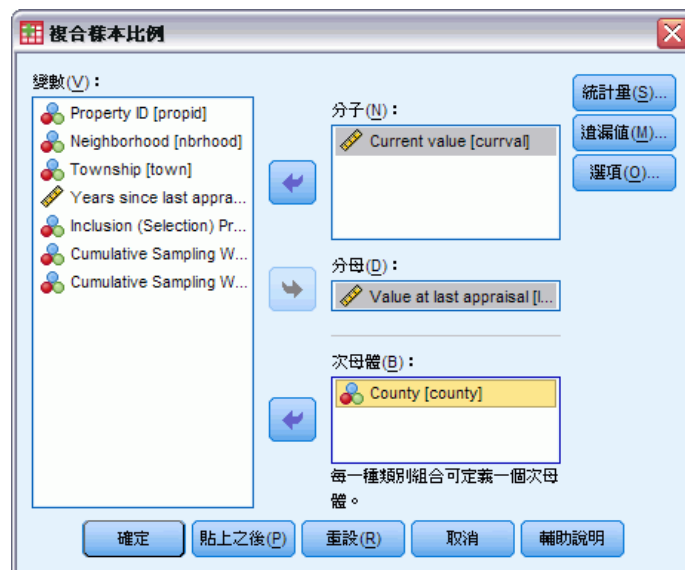 複合樣本比例
變數(V)：
Property ID [propid]
Neighborhood [nbrhood]
Township [town]
Years since last appra...
Inclusion (Selection) Pr...
Cumulative Sampling W...
Cumulative Sampling W...
分子(N)：
Current value [currval]
分母(D)：
Value at last appraisal [l...
次母體(B)：
County [county]
每一種類別組合可定義一個次母
體。
統計量(S)...
遺漏值(M)...
選項(O)...
確定
貼上之後(P)
重設(R)
取消
輔助說明